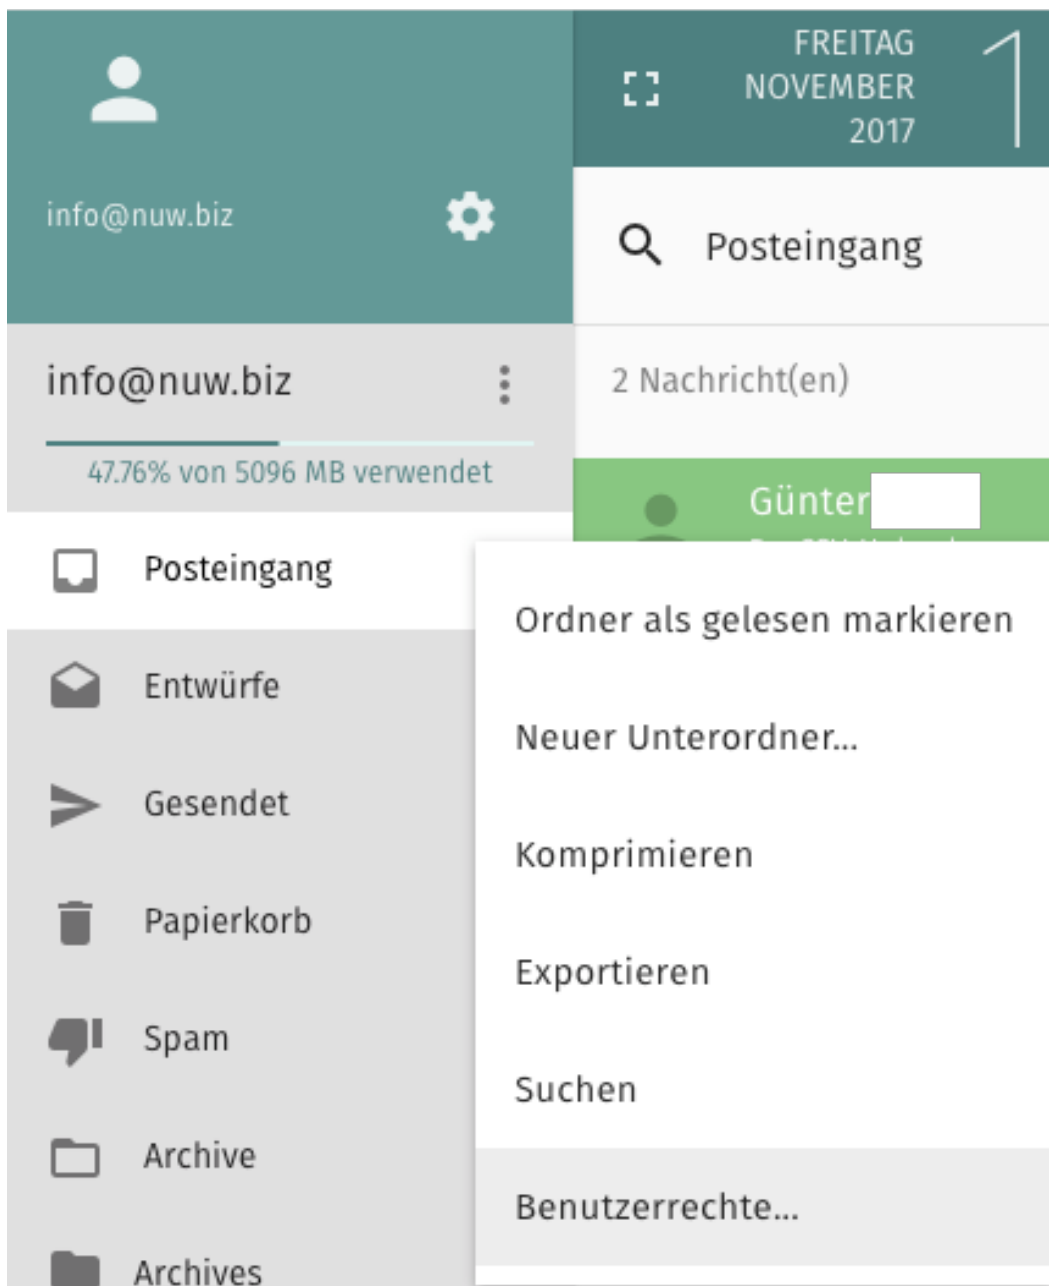 info@nuw.biz
FREITAG
NOVEMBER
2017
1
Posteingang
info@nuw.biz
47.76% von 5096 MB verwendet
2 Nachricht(en)
Günter
Posteingang
Entwürfe
Gesendet
Papierkorb
Spam
Archive
Archives
Ordner als gelesen markieren
Neuer Unterordner...
Komprimieren
Exportieren
Suchen
Benutzerrechte...